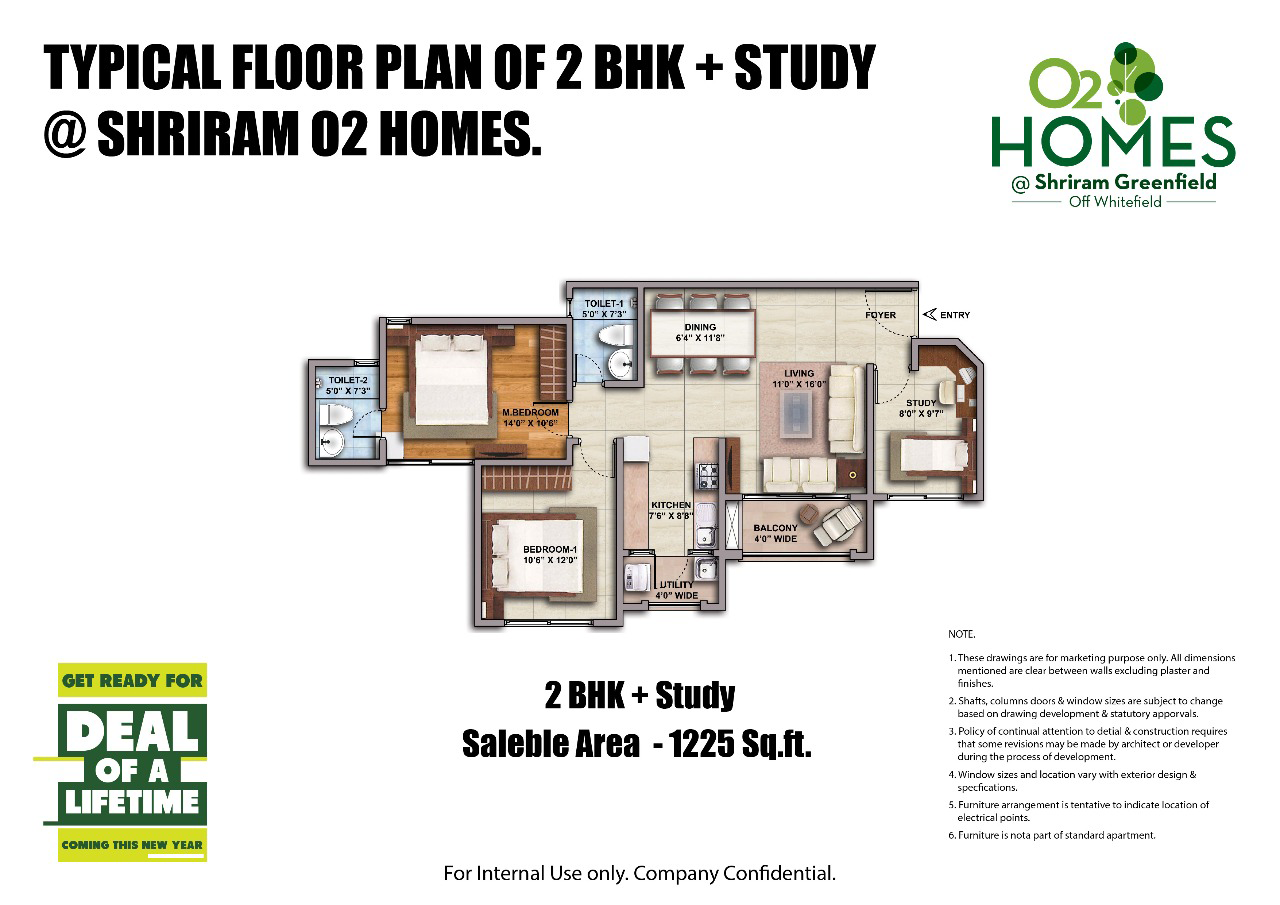 TYPICAL FLOOR PLAN OF 2 BHK + STUDY
@ SHRIRAM O2 HOMES.
O2
HOMES
@ Shriram Greenfield
Off Whitefield
TOILET-1
5'0" X 7'3"
DINING
6'4" X 11'8"
FOYER
ENTRY
TOILET-2
5'0" X 7'3"
M.BEDROOM
14'0" X 10'6"
LIVING
11'0" X 16'0"
STUDY
8'0" X 9'7"
KITCHEN
7'6" X 8'8"
BALCONY
4'0" WIDE
BEDROOM-1
10'6" X 12'0"
UTILITY
4'0" WIDE
2 BHK + Study
Saleble Area - 1225 Sq.ft.
GET READY FOR
DEAL
OF A
LIFETIME
COMING THIS NEW YEAR
NOTE.
1. These drawings are for marketing purpose only. All dimensions
mentioned are clear between walls excluding plaster and
finishes.
2. Shafts, columns doors & window sizes are subject to change
based on drawing development & statutory apporvals.
3. Policy of continual attention to detial & construction requires
that some revisions may be made by architect or developer
during the process of development.
4. Window sizes and location vary with exterior design &
specfications.
5. Furniture arrangement is tentative to indicate location of
electrical points.
6. Furniture is nota part of standard apartment.
For Internal Use only. Company Confidential.